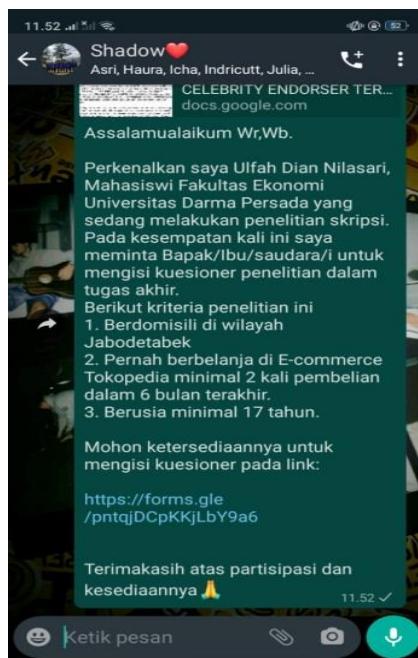 11.52
52
Shadow❤️
Asri, Haura, Icha, Indricutt, Julia, ...
CELEBRITY ENDORSER TER...
docs.google.com
Assalamualaikum Wr,Wb.
Perkenalkan saya Ulfah Dian Nilasari,
Mahasiswi Fakultas Ekonomi
Universitas Darma Persada yang
sedang melakukan penelitian skripsi.
Pada kesempatan kali ini saya
meminta Bapak/Ibu/saudara/i untuk
mengisi kuesioner penelitian dalam
tugas akhir.
Berikut kriteria penelitian ini
1. Berdomisili di wilayah
Jabodetabek
2. Pernah berbelanja di E-commerce
Tokopedia minimal 2 kali pembelian
dalam 6 bulan terakhir.
3. Berusia minimal 17 tahun.
Mohon ketersediaannya untuk
mengisi kuesioner pada link:
https://forms.gle
/pntqjDCpKKjLbY9a6
Terimakasih atas partisipasi dan
kesediaannya🙏
11.52
Ketik pesan